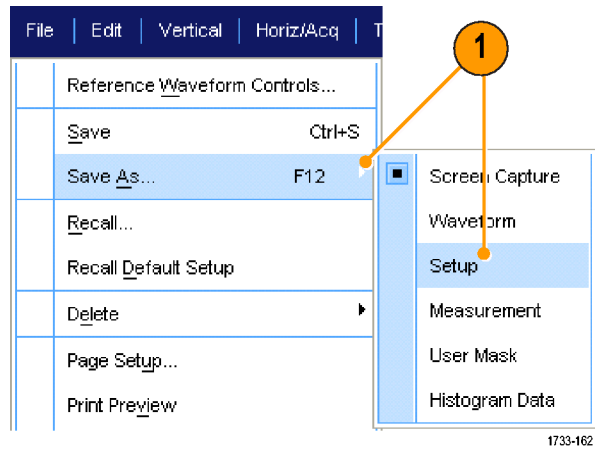 File | Edit | Vertical | Horiz/Acq | T
1
Reference Waveform Controls...
Save Ctrl+S
Save As... F12
Screen Capture
Recall...
Waveform
Recall Default Setup
Setup
Delete
Measurement
Page Setup...
User Mask
Print Preview
Histogram Data
1733-162